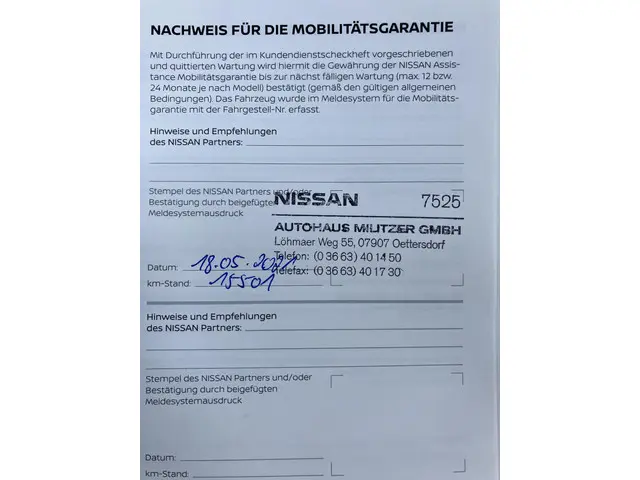 NACHWEIS FÜR DIE MOBILITÄTSGARANTIE
Mit Durchführung der im Kundendienstscheckheft vorgeschriebenen
und quittierten Wartung wird hiermit die Gewährung der NISSAN Assis-
tance Mobilitätsgarantie bis zur nächst fälligen Wartung (max. 12 bzw.
24 Monate je nach Modell) bestätigt (gemäß den gültigen allgemeinen
Bedingungen). Das Fahrzeug wurde im Meldesystem für die Mobilitäts-
garantie mit der Fahrgestell-Nr. erfasst.
Hinweise und Empfehlungen
des NISSAN Partners:
Stempel des NISSAN Partners und/oder
Bestätigung durch beigefügten
Meldesystemausdruck
NISSAN 7525
AUTOHAUS MILITZER GMBH
Löhmaer Weg 55, 07907 Oettersdorf
Telefon: (0 36 63) 40 14 50
Telefax: (0 36 63) 40 17 30
Datum: 18.05.2021
km-Stand: 15501
Hinweise und Empfehlungen
des NISSAN Partners:
Stempel des NISSAN Partners und/oder
Bestätigung durch beigefügten
Meldesystemausdruck
Datum:
km-Stand: